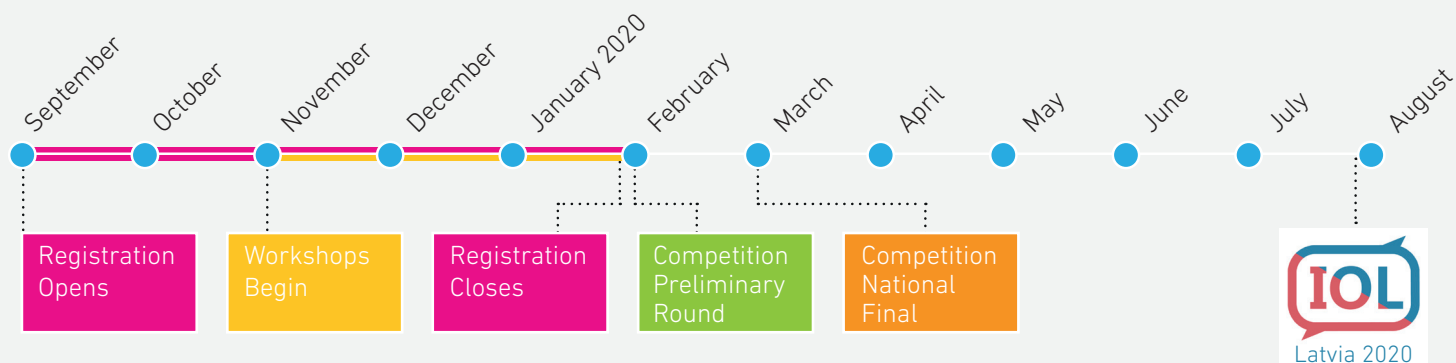 September
October
November
December
January 2020
February
March
April
May
June
July
August
Registration
Opens
Workshops
Begin
Registration
Closes
Competition
Preliminary
Round
Competition
National
Final
IOL
Latvia 2020